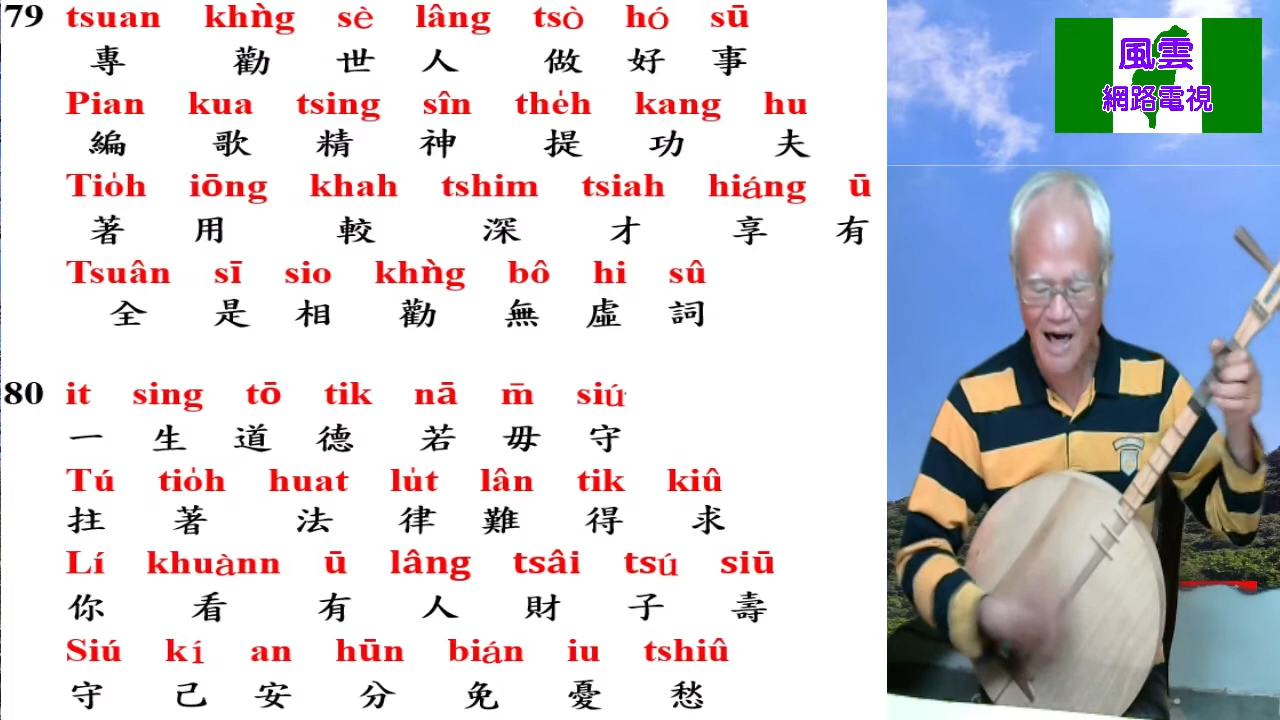 79 tsuan khǹg sè lâng tsò hó sū
專 勸 世 人 做 好 事
Pian kua tsing sîn the̍h kang hu
編 歌 精 神 提 功 夫
Tio̍h iōng khah tshim tsiah hiáng ū
著 用 較 深 才 享 有
Tsuân sī sio khǹg bô hi sû
全 是 相 勸 無 虛 詞
80 it sing tō tik nā m̄ siú
一 生 道 德 若 毋 守
Tú tio̍h huat lu̍t lân tik kiû
拄 著 法 律 難 得 求
Lí khuànn ū lâng tsâi tsú siū
你 看 有 人 財 子 壽
Siú kí an hūn bián iu tshiû
守 己 安 分 免 憂 愁
風雲
網路電視